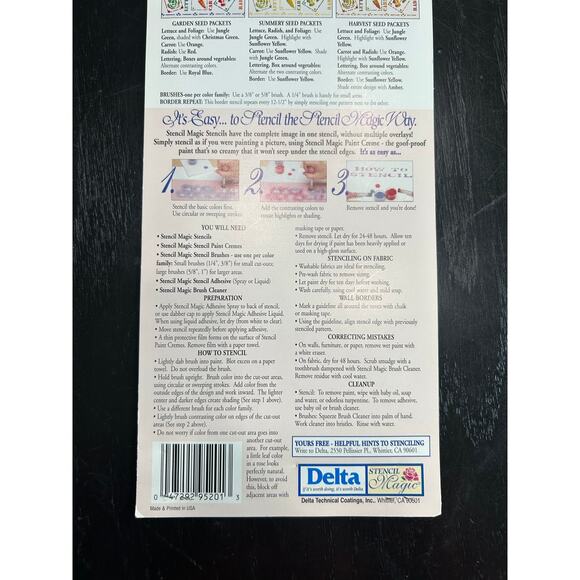 GARDEN SEED PACKETS
Lettuce and Foliage: Use Jungle
Green, shaded with Christmas Green.
Carrot: Use Orange.
Radish: Use Red.
Lettering, Boxes around vegetables:
Alternate contrasting colors.
Border: Use Royal Blue.
SUMMERY SEED PACKETS
Lettuce, Radish, and Foliage: Use
Jungle Green. Highlight with
Sunflower Yellow.
Carrot: Use Sunflower Yellow. Shade
with Jungle Green.
Lettering, Box around vegetables:
Alternate the two contrasting colors.
Border: Use Sunflower Yellow.
HARVEST SEED PACKETS
Lettuce and Foliage: Use Jungle
Green. Highlight with Sunflower
Yellow.
Carrot and Radish: Use Orange.
Highlight with Sunflower Yellow.
Lettering, Box around vegetables:
Alternate contrasting colors.
Border: Use Sunflower Yellow.
Shade entire design with Amber.
BRUSHES-one per color family: Use a 3/8" or 5/8" brush. A 1/4" brush is handy for small areas.
BORDER REPEAT: This border stencil repeats every 12-1/2" by simply stenciling one pattern next to the other.
It's Easy... to Stencil the Stencil Magic Way.
Stencil Magic Stencils have the complete image in one stencil, without multiple overlays!
Simply stencil as if you were painting a picture, using Stencil Magic Paint Creme - the goof-proof
paint that's so creamy that it won't seep under the stencil edges. It's as easy as...
1.
Stencil the basic colors first.
Use circular or sweeping strokes.
2.
Add the contrasting colors to
create highlights or shading.
3.
HOW TO
STENCIL
Remove stencil and you're done!
YOU WILL NEED
• Stencil Magic Stencils
• Stencil Magic Stencil Paint Cremes
• Stencil Magic Stencil Brushes - use one per color
family: Small brushes (1/4", 3/8") for small cut-outs;
large brushes (5/8", 1") for larger areas.
• Stencil Magic Stencil Adhesive (Spray or Liquid)
• Stencil Magic Brush Cleaner
PREPARATION
• Apply Stencil Magic Adhesive Spray to back of stencil,
or use dabber cap to apply Stencil Magic Adhesive Liquid.
When using liquid adhesive, let dry (from white to clear).
• Move stencil repeatedly before applying adhesive.
• A thin protective film forms on the surface of Stencil
Paint Cremes. Remove film with a paper towel.
HOW TO STENCIL
• Lightly dab brush into paint. Blot excess on a paper
towel. Do not overload the brush.
• Hold brush upright. Brush color into the cut-out areas,
using circular or sweeping strokes. Add color from the
outside edges of the design and work inward. The lighter
center and darker edges create shading (See step 1 above).
• Use a different brush for each color family.
• Lightly brush contrasting color on edges of the cut-out
areas (See step 2 above).
• Do not worry if color from one cut-out area goes into
another cut-out
area. For example,
a little leaf color
in a rose looks
perfectly natural.
However, to avoid
this, block off
adjacent areas with
masking tape or paper.
• Remove stencil. Let dry for 24-48 hours. Allow ten
days for drying if paint has been heavily applied or
used on a high-gloss surface.
STENCILING ON FABRIC
• Washable fabrics are ideal for stenciling.
• Pre-wash fabric to remove sizing.
• Let paint dry for ten days before washing.
• Wash carefully, using cool water and mild soap.
WALL BORDERS
• Mark a guideline all around the room with chalk
or masking tape.
• Using the guideline, align stencil edge with previously
stenciled pattern.
CORRECTING MISTAKES
• On walls, furniture, or paper, remove wet paint with
a white eraser.
• On fabric, dry for 48 hours. Scrub smudge with a
toothbrush dampened with Stencil Magic Brush Cleaner.
Remove residue with cool water.
CLEANUP
• Stencil: To remove paint, wipe with baby oil, soap
and water, or odorless turpentine. To remove adhesive,
use baby oil or brush cleaner.
• Brushes: Squeeze Brush Cleaner into palm of hand.
Work cleaner into bristles. Rinse with water.
YOURS FREE - HELPFUL HINTS TO STENCILING
Write to Delta, 2550 Pellissier Pl., Whittier, CA 90601
Delta
If it's worth doing, it's worth Delta.
STENCIL
Magic
Delta Technical Coatings, Inc., Whittier, CA 90601
0 47292 95201 3
Made & Printed in USA